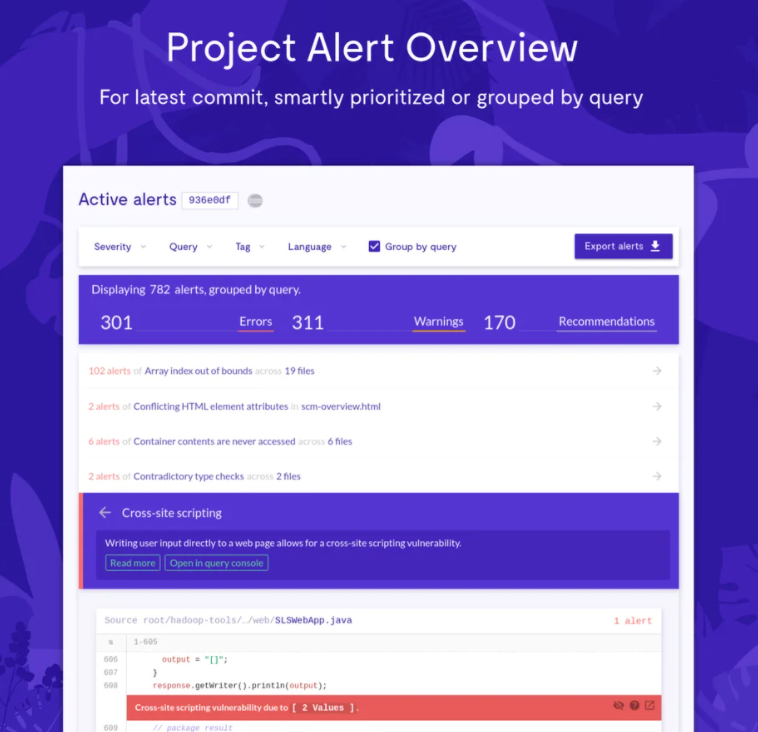 Project Alert Overview
For latest commit, smartly prioritized or grouped by query
Active alerts 936e0df
Severity Query Tag Language Group by query Export alerts
Displaying 782 alerts, grouped by query.
301 Errors 311 Warnings 170 Recommendations
102 alerts of Array index out of bounds across 19 files
2 alerts of Conflicting HTML element attributes in scm-overview.html
6 alerts of Container contents are never accessed across 6 files
2 alerts of Contradictory type checks across 2 files
Cross-site scripting
Writing user input directly to a web page allows for a cross-site scripting vulnerability.
Read more Open in query console
Source root/hadoop-tools/…/web/SLSWebApp.java 1 alert
1-605
606 output = "[]";
607 }
608 response.getWriter().println(output);
Cross-site scripting vulnerability due to [ 2 Values ].
609 // package result